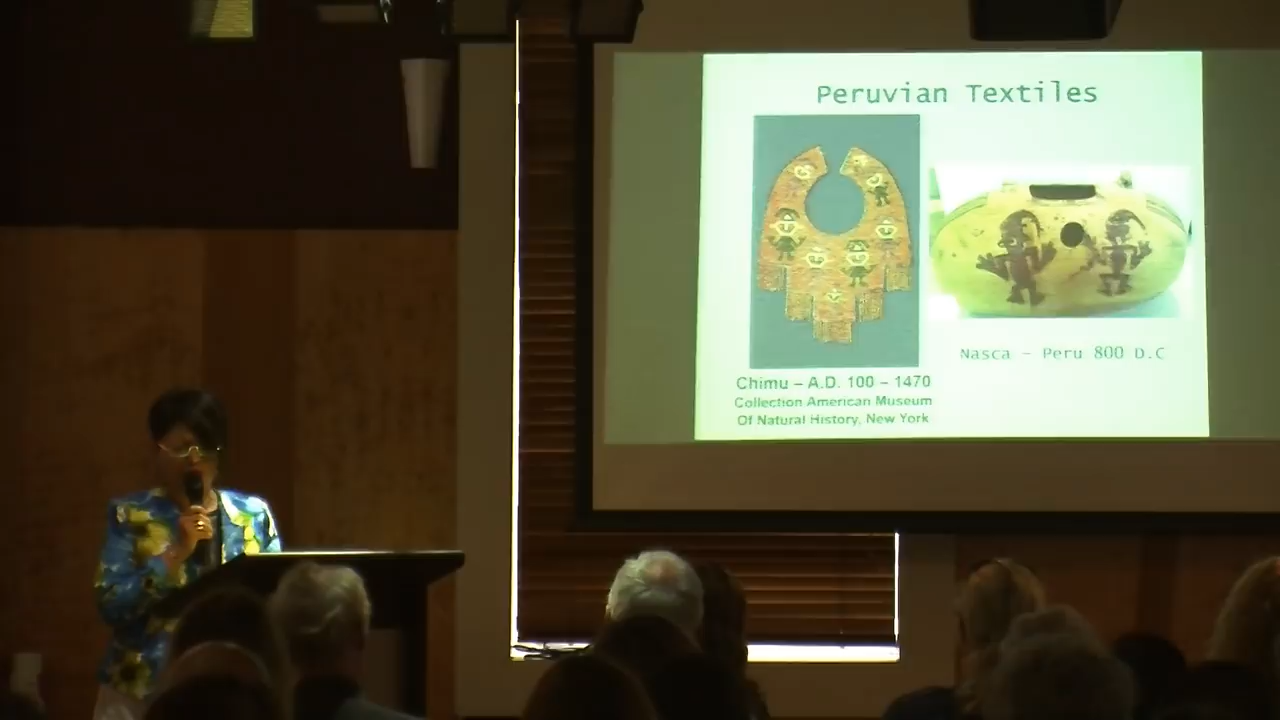 Peruvian Textiles
Chimu – A.D. 100 – 1470
Collection American Museum
Of Natural History, New York
Nasca – Peru 800 D.C